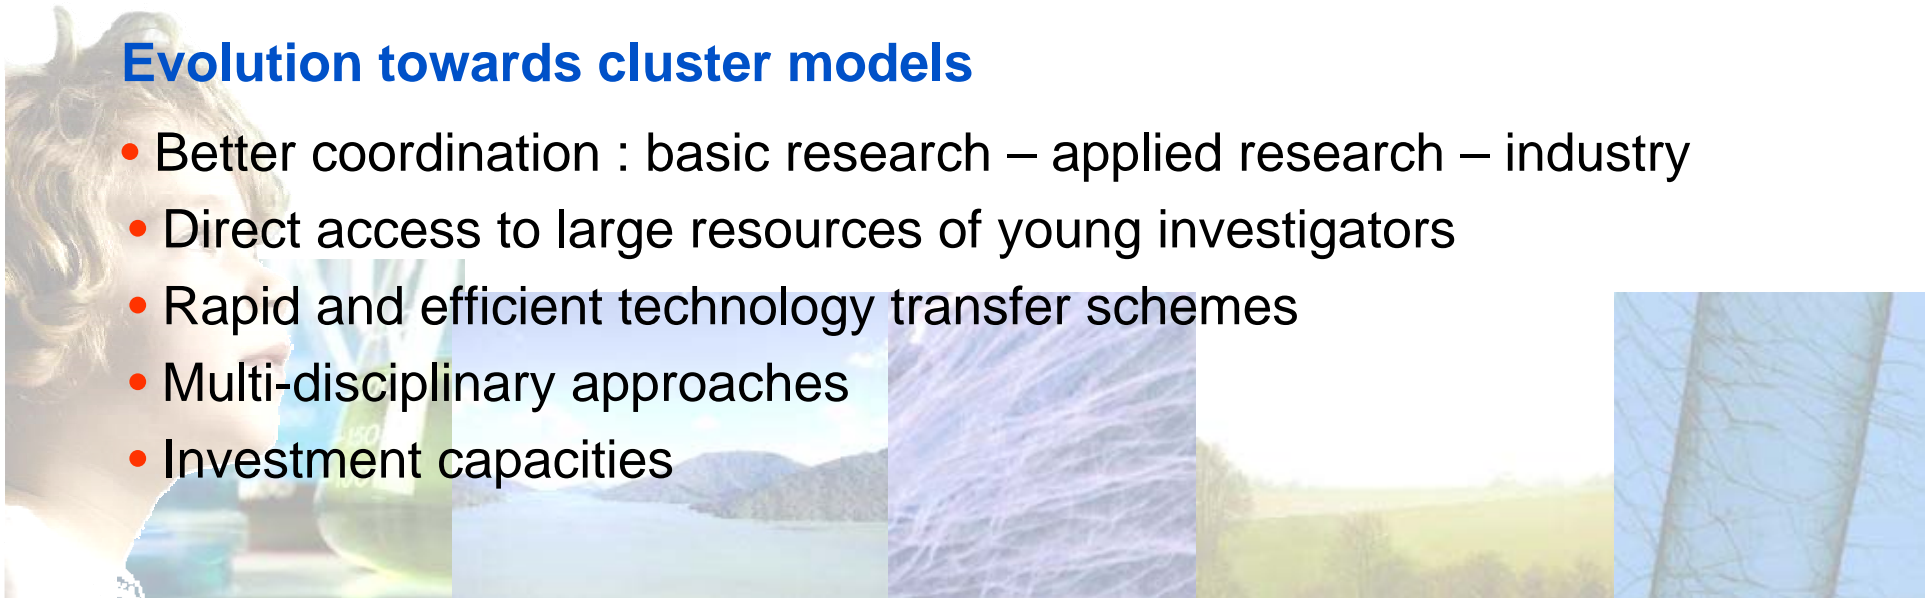 Evolution towards cluster models
• Better coordination : basic research – applied research – industry
• Direct access to large resources of young investigators
• Rapid and efficient technology transfer schemes
• Multi-disciplinary approaches
• Investment capacities
150